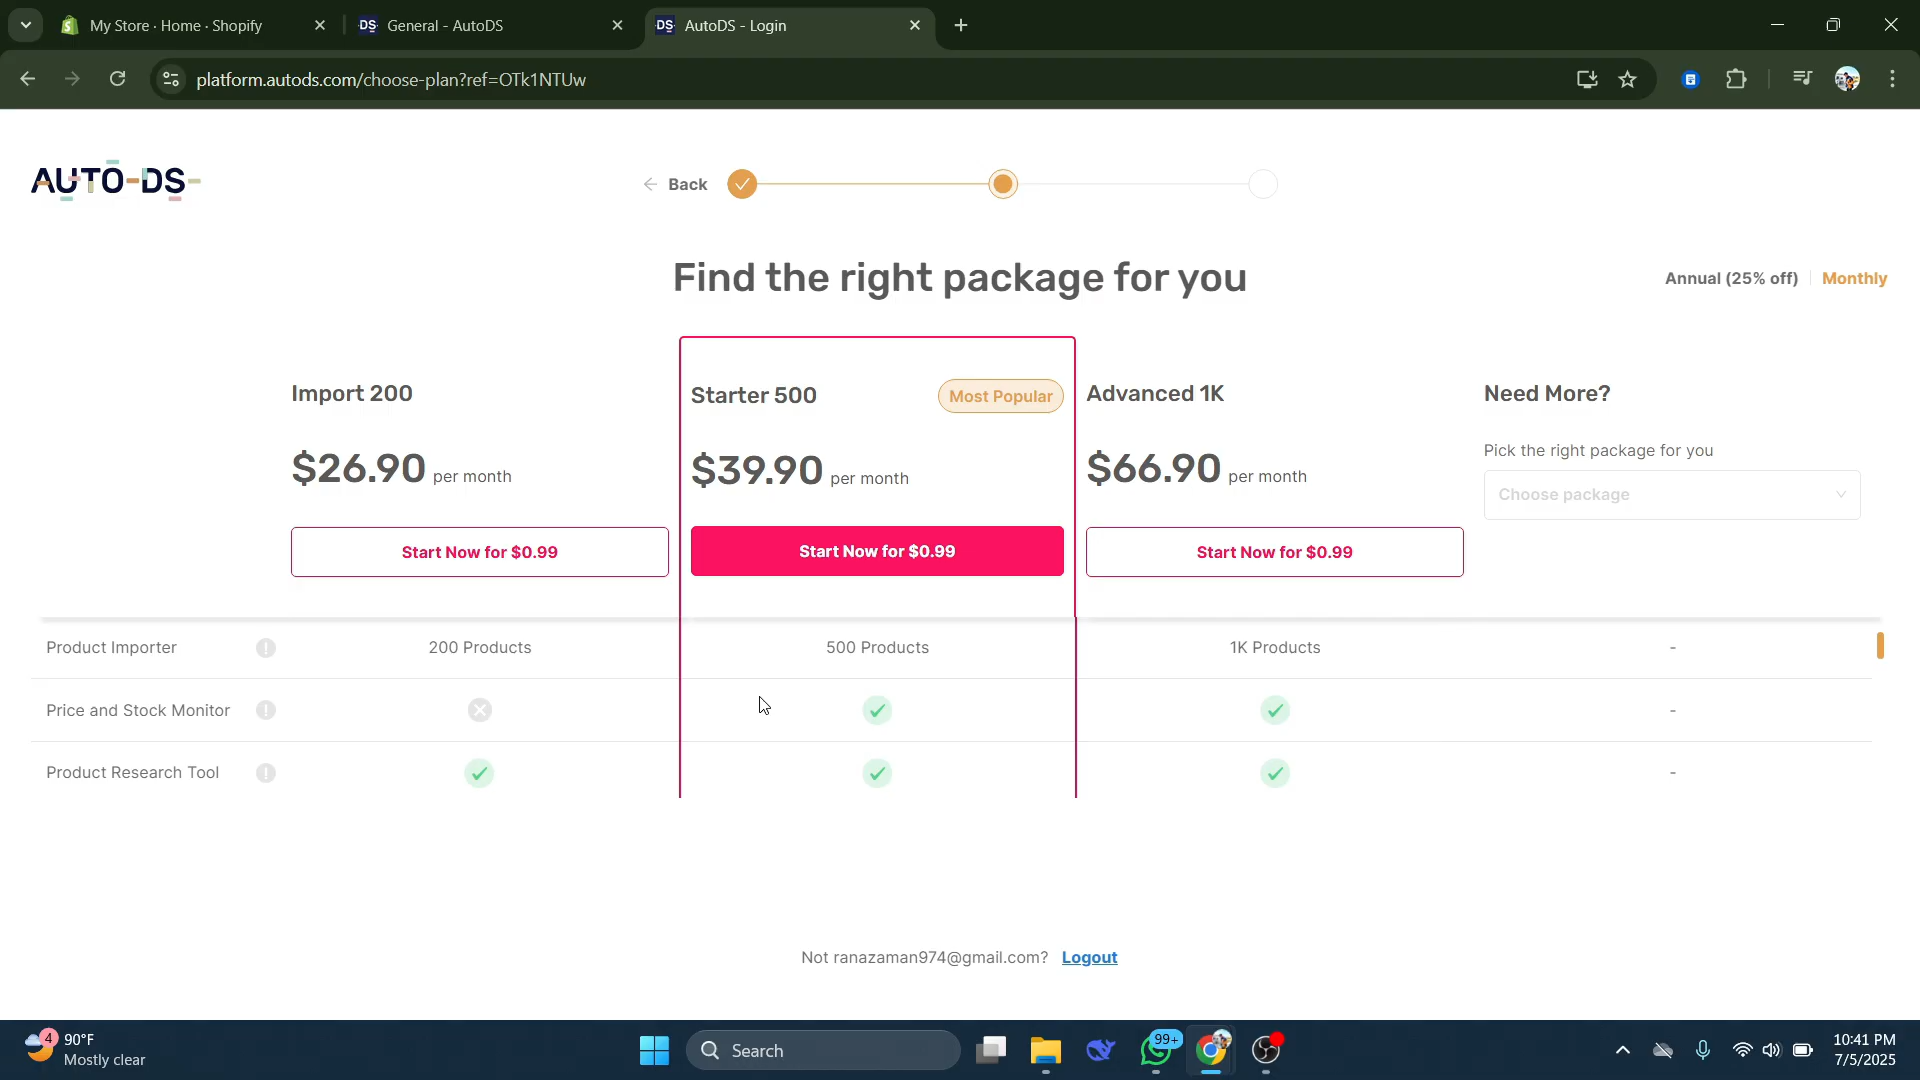 My Store · Home · Shopify
DS General - AutoDS
DS AutoDS - Login
platform.autods.com/choose-plan?ref=OTk1NTUw
AUTO-DS-
Back
Find the right package for you
Annual (25% off) Monthly
Import 200
Starter 500
Most Popular
Advanced 1K
Need More?
$26.90 per month
$39.90 per month
$66.90 per month
Pick the right package for you
Choose package
Start Now for $0.99
Start Now for $0.99
Start Now for $0.99
Product Importer ! 200 Products 500 Products 1K Products -
Price and Stock Monitor ! -
Product Research Tool ! -
Not ranazaman974@gmail.com? Logout
4
90°F
Mostly clear
Search
99+
10:41 PM
7/5/2025